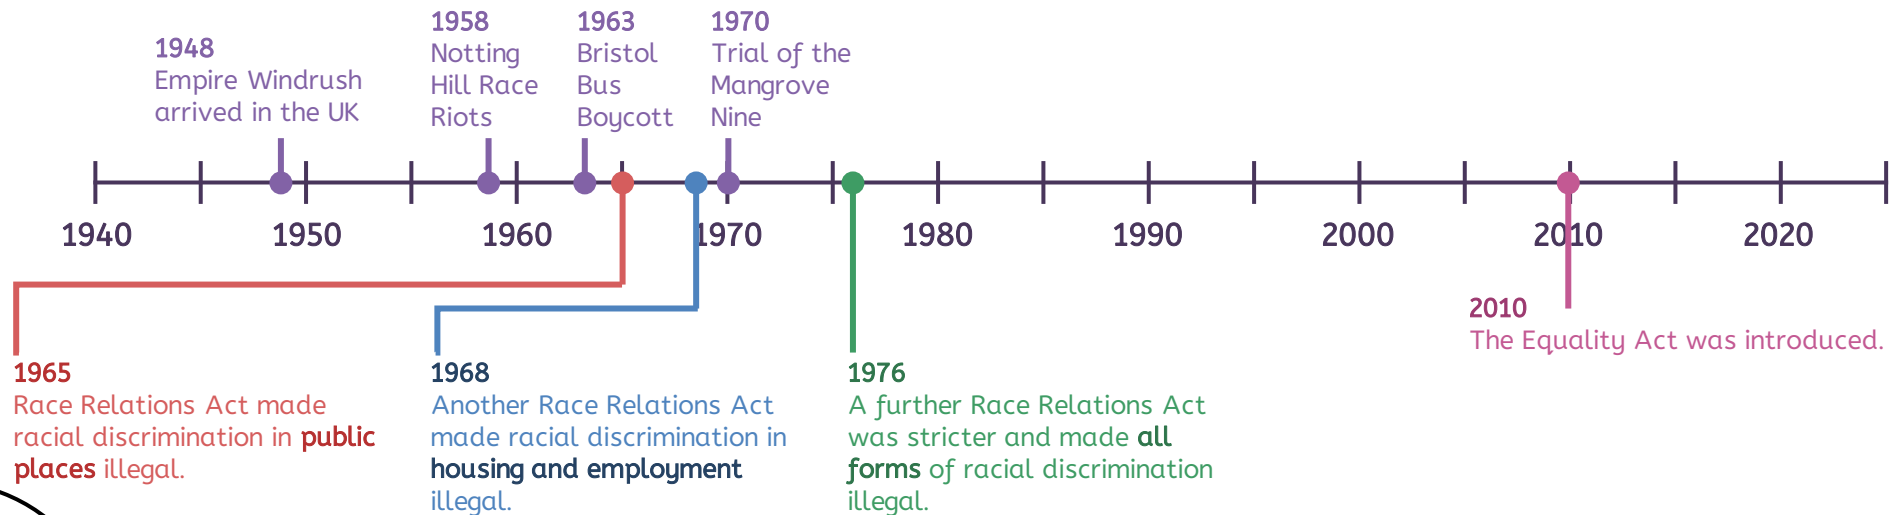 1948
Empire Windrush
arrived in the UK
1958
Notting
Hill Race
Riots
1963
Bristol
Bus
Boycott
1970
Trial of the
Mangrove
Nine
1940
1950
1960
1970
1980
1990
2000
2010
2020
1965
Race Relations Act made
racial discrimination in public
places illegal.
1968
Another Race Relations Act
made racial discrimination in
housing and employment
illegal.
1976
A further Race Relations Act
was stricter and made all
forms of racial discrimination
illegal.
2010
The Equality Act was introduced.